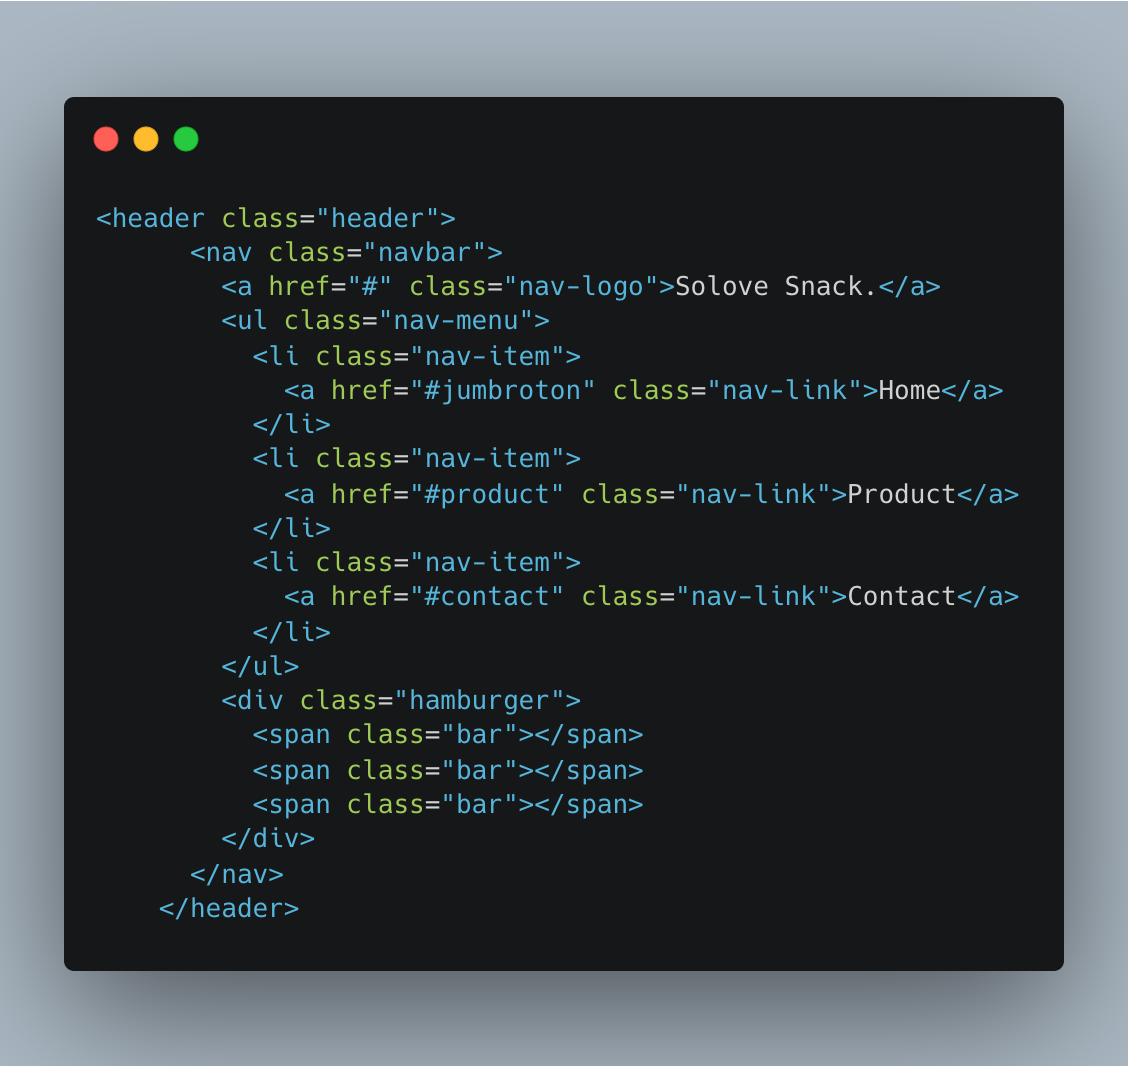 <header class="header">
      <nav class="navbar">
        <a href="#" class="nav-logo">Solove Snack.</a>
        <ul class="nav-menu">
          <li class="nav-item">
            <a href="#jumbroton" class="nav-link">Home</a>
          </li>
          <li class="nav-item">
            <a href="#product" class="nav-link">Product</a>
          </li>
          <li class="nav-item">
            <a href="#contact" class="nav-link">Contact</a>
          </li>
        </ul>
        <div class="hamburger">
          <span class="bar"></span>
          <span class="bar"></span>
          <span class="bar"></span>
        </div>
      </nav>
    </header>